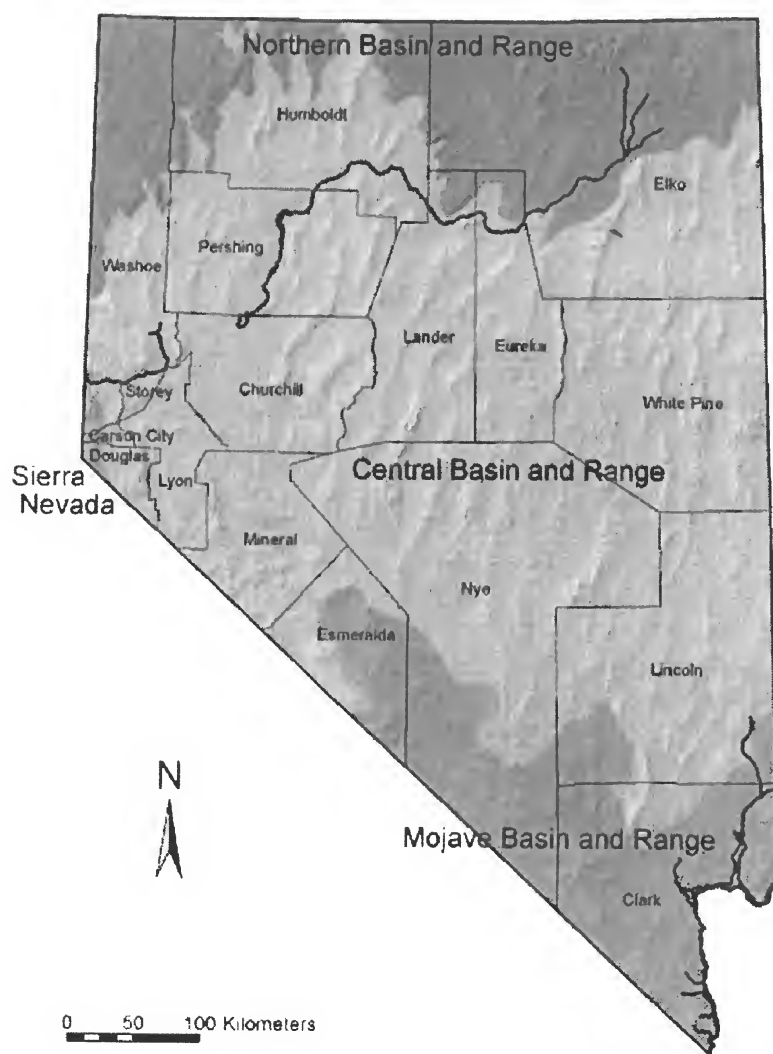 Northern Basin and Range
Humboldt
Elko
Pershing
Washoe
Lander
Eureka
Churchill
Storey
White Pine
Carson City
Douglas
Sierra
Nevada
Lyon
Central Basin and Range
Mineral
Nye
Esmeralda
Lincoln
N
Mojave Basin and Range
Clark
0 50 100 Kilometers